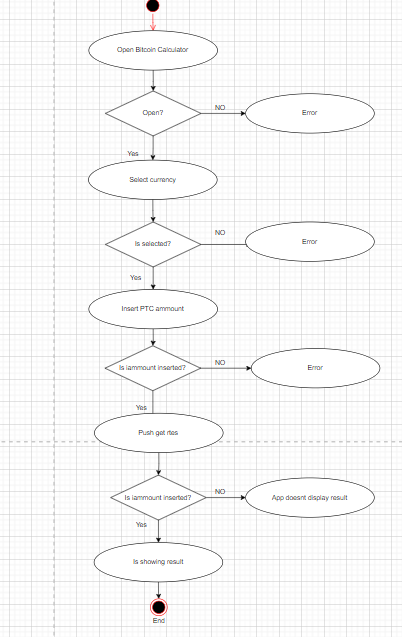 Open Bitcoin Calculator
Open?
NO
Error
Yes
Select currency
Is selected?
NO
Error
Yes
Insert PTC ammount
Is iammount inserted?
NO
Error
Yes
Push get rtes
Is iammount inserted?
NO
App doesnt display result
Yes
Is showing result
End